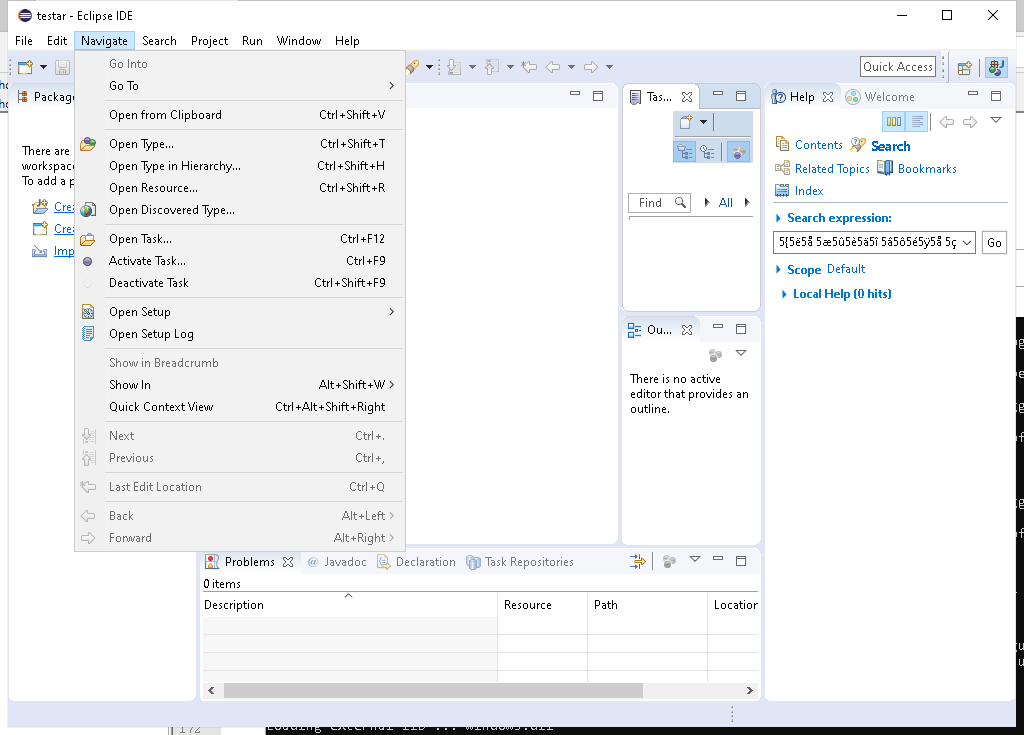 testar - Eclipse IDE
File Edit Navigate Search Project Run Window Help
Quick Access
Go Into
Go To
Open from Clipboard Ctrl+Shift+V
Open Type... Ctrl+Shift+T
Open Type in Hierarchy... Ctrl+Shift+H
Open Resource... Ctrl+Shift+R
Open Discovered Type...
Open Task... Ctrl+F12
Activate Task... Ctrl+F9
Deactivate Task Ctrl+Shift+F9
Open Setup
Open Setup Log
Show in Breadcrumb
Show In Alt+Shift+W
Quick Context View Ctrl+Alt+Shift+Right
Next Ctrl+.
Previous Ctrl+,
Last Edit Location Ctrl+Q
Back Alt+Left
Forward Alt+Right
Packag
There are
workspac
To add a p
Cre
Cre
Imp
Tas...
Find All
Ou...
There is no active
editor that provides an
outline.
Help Welcome
Contents Search
Related Topics Bookmarks
Index
Search expression:
5{5ë5å 5æ5û5è5ä5î 5â5ô5é5ÿ5å 5ç Go
Scope Default
Local Help (0 hits)
Problems @ Javadoc Declaration Task Repositories
0 items
Description Resource Path Location
172
Loading external lib ... windows.dll